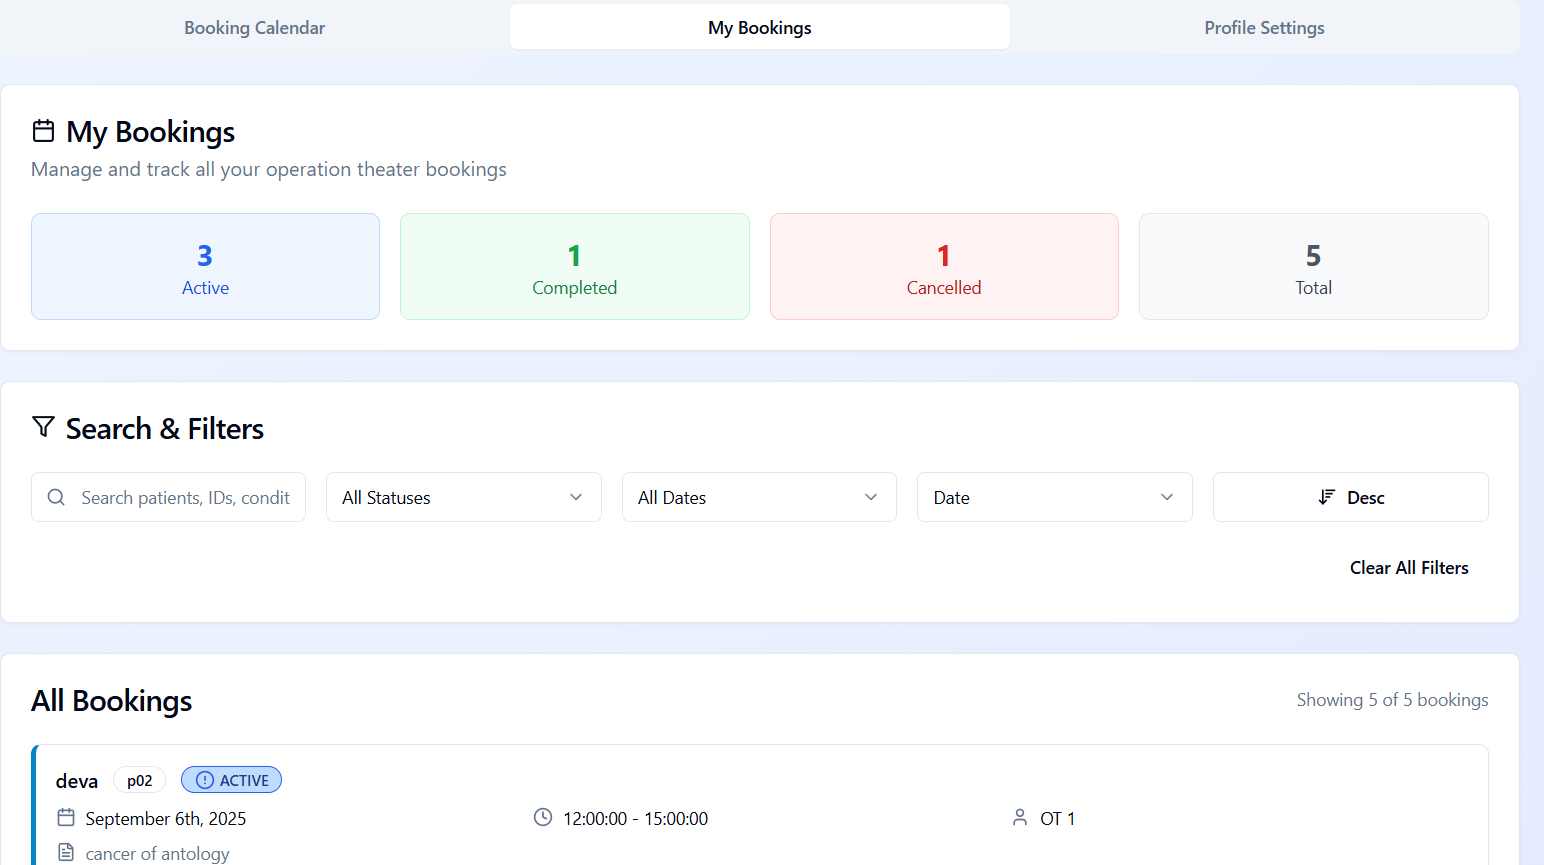 Booking Calendar
My Bookings
Profile Settings
My Bookings
Manage and track all your operation theater bookings
3
Active
1
Completed
1
Cancelled
5
Total
Search & Filters
Search patients, IDs, condit
All Statuses
All Dates
Date
Desc
Clear All Filters
All Bookings
Showing 5 of 5 bookings
deva p02 ACTIVE
September 6th, 2025
12:00:00 - 15:00:00
OT 1
cancer of antology